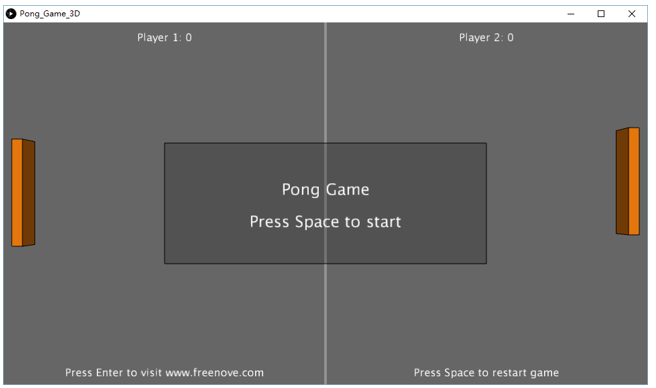 Pong_Game_3D
Player 1: 0
Player 2: 0
Pong Game
Press Space to start
Press Enter to visit www.freenove.com
Press Space to restart game